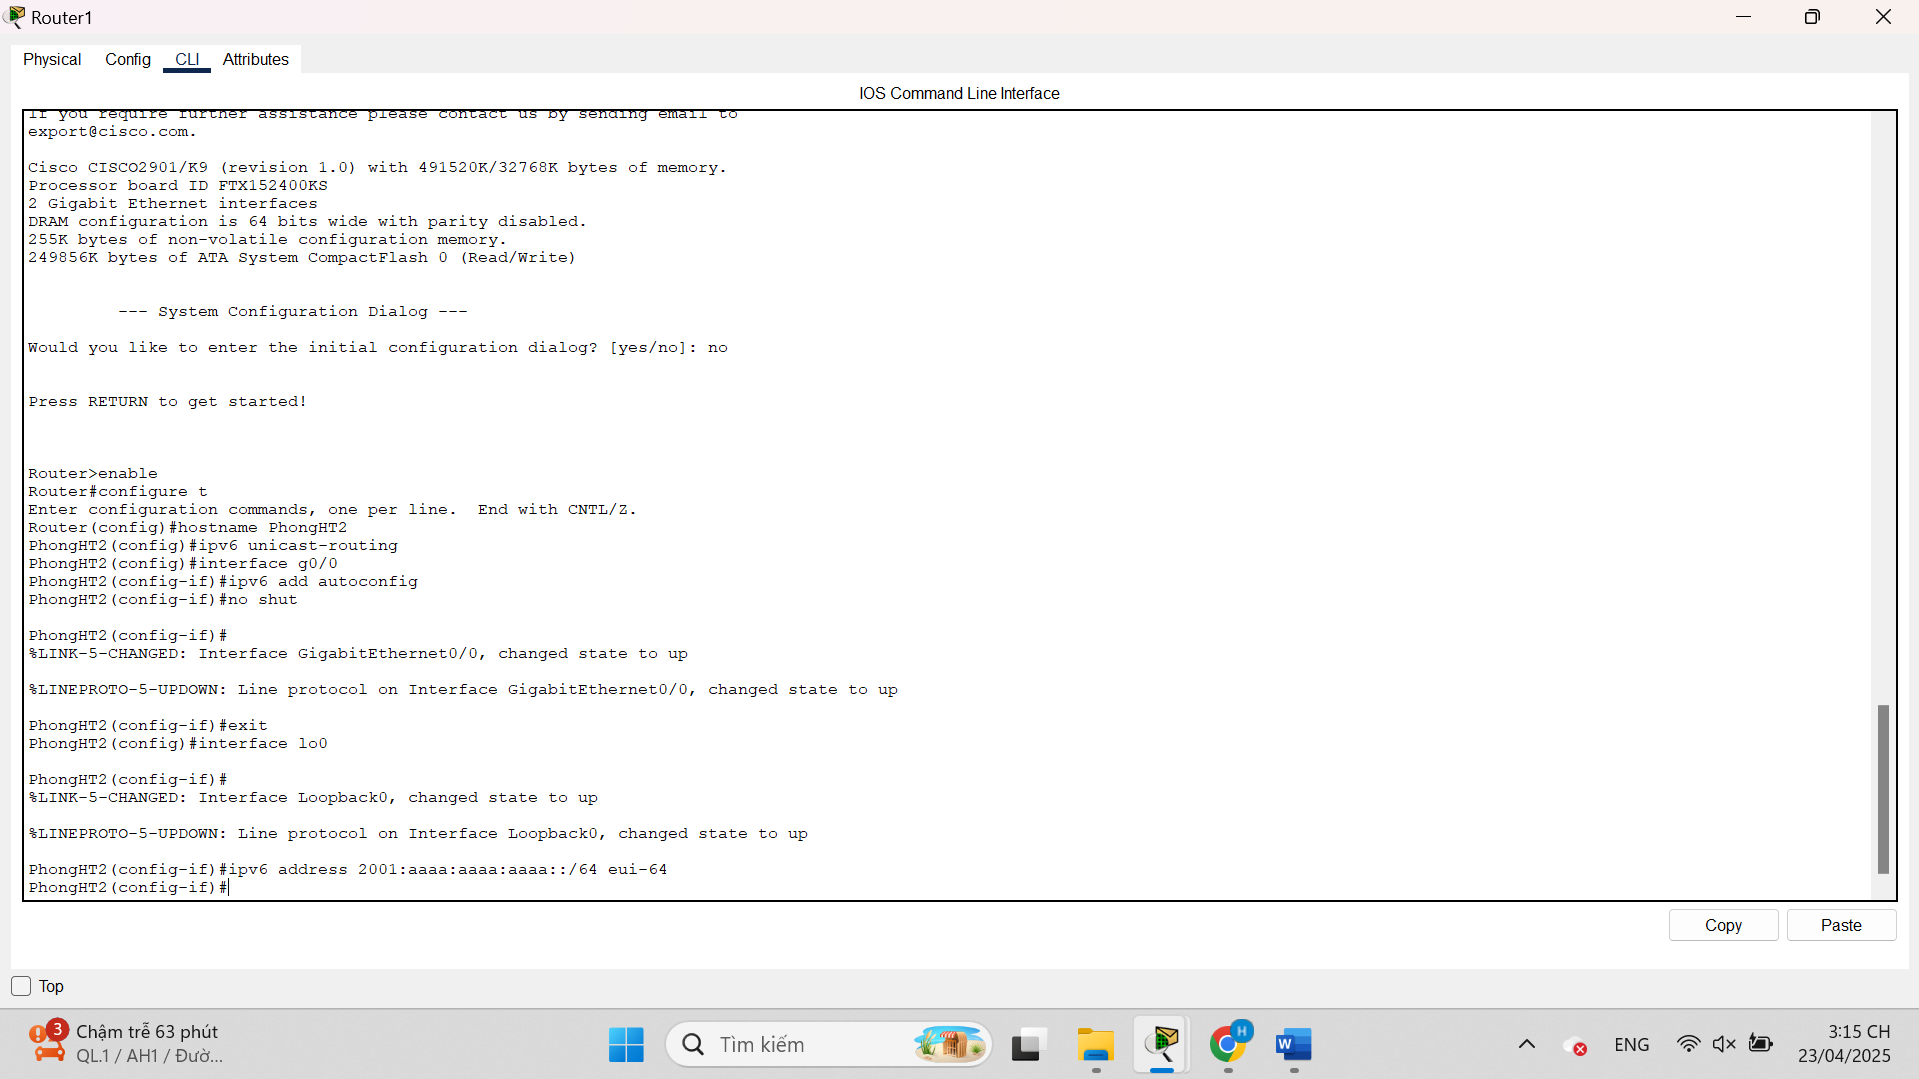 Router1
Physical Config CLI Attributes
IOS Command Line Interface
If you require further assistance please contact us by sending email to
export@cisco.com.
Cisco CISCO2901/K9 (revision 1.0) with 491520K/32768K bytes of memory.
Processor board ID FTX152400KS
2 Gigabit Ethernet interfaces
DRAM configuration is 64 bits wide with parity disabled.
255K bytes of non-volatile configuration memory.
249856K bytes of ATA System CompactFlash 0 (Read/Write)
--- System Configuration Dialog ---
Would you like to enter the initial configuration dialog? [yes/no]: no
Press RETURN to get started!
Router>enable
Router#configure t
Enter configuration commands, one per line.  End with CNTL/Z.
Router(config)#hostname PhongHT2
PhongHT2(config)#ipv6 unicast-routing
PhongHT2(config)#interface g0/0
PhongHT2(config-if)#ipv6 add autoconfig
PhongHT2(config-if)#no shut
PhongHT2(config-if)#
%LINK-5-CHANGED: Interface GigabitEthernet0/0, changed state to up
%LINEPROTO-5-UPDOWN: Line protocol on Interface GigabitEthernet0/0, changed state to up
PhongHT2(config-if)#exit
PhongHT2(config)#interface lo0
PhongHT2(config-if)#
%LINK-5-CHANGED: Interface Loopback0, changed state to up
%LINEPROTO-5-UPDOWN: Line protocol on Interface Loopback0, changed state to up
PhongHT2(config-if)#ipv6 address 2001:aaaa:aaaa:aaaa::/64 eui-64
PhongHT2(config-if)#
Copy Paste
Top
3 Chậm trễ 63 phút
QL.1 / AH1 / Đườ...
Tìm kiếm
H
W
ENG
3:15 CH
23/04/2025